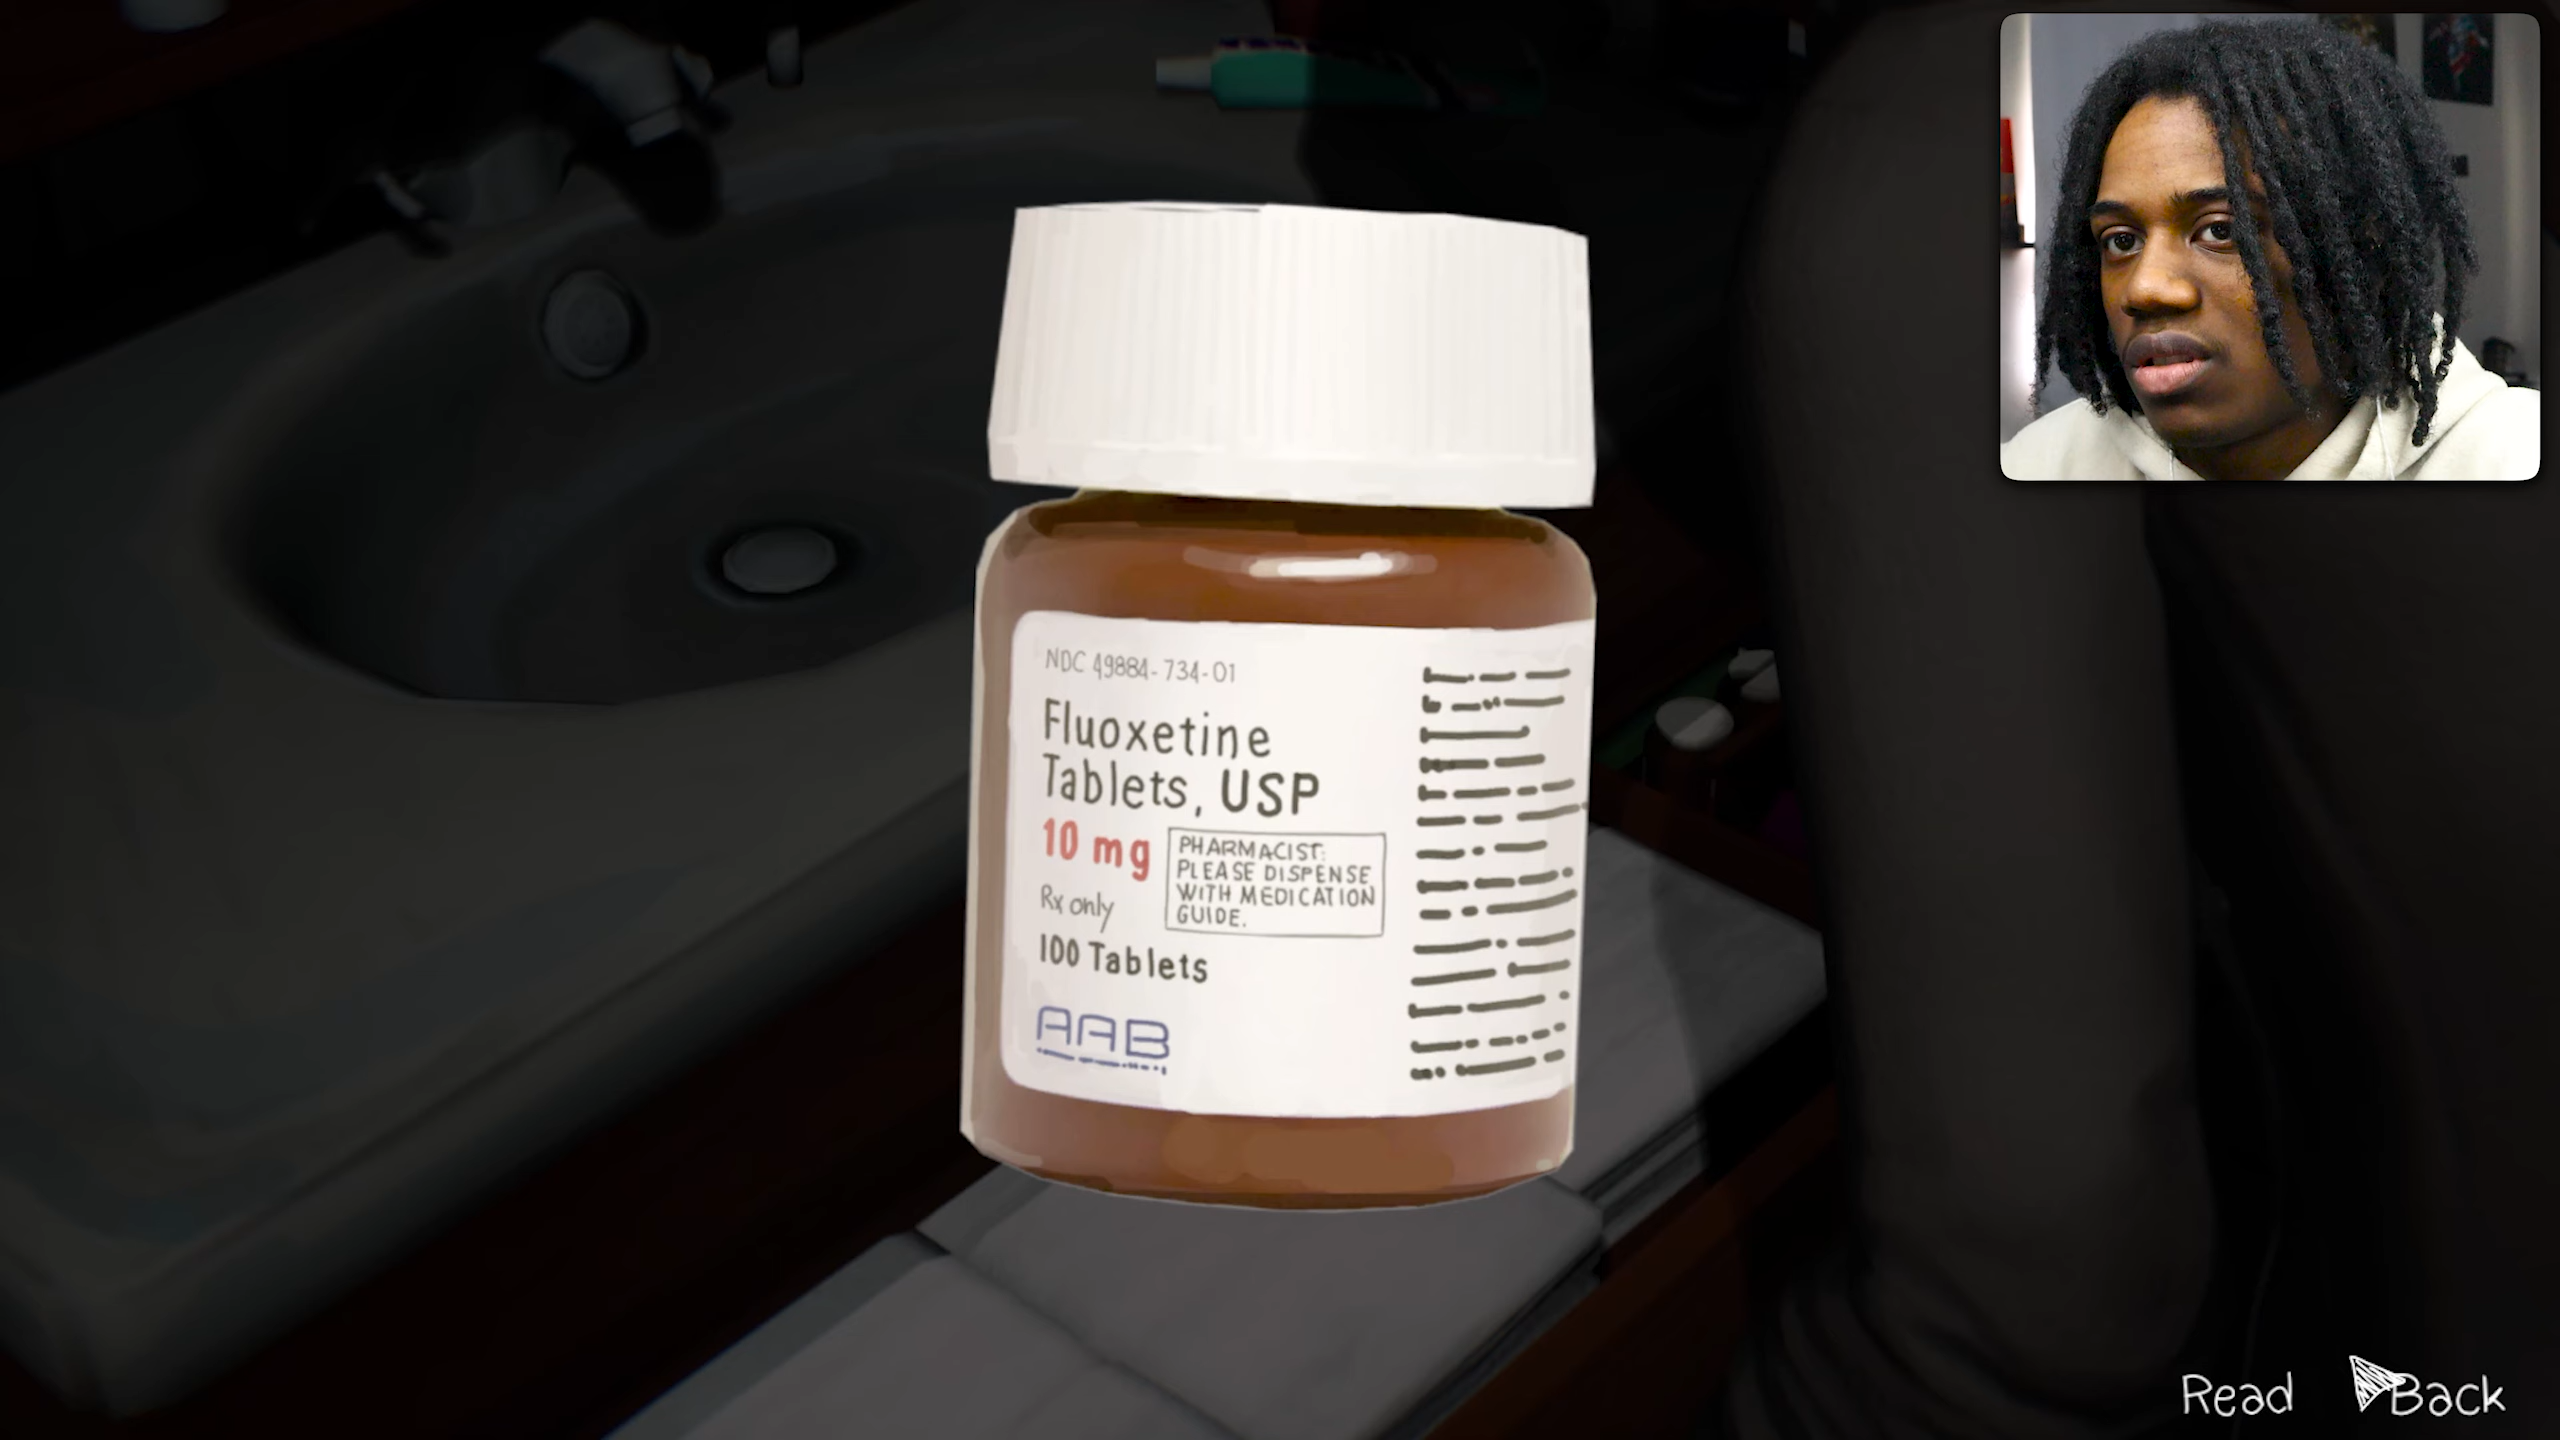 NDC 49884-734-01
Fluoxetine
Tablets, USP
10 mg
PHARMACIST:
PLEASE DISPENSE
WITH MEDICATION
GUIDE.
Rx only
100 Tablets
AAB
Read
Back